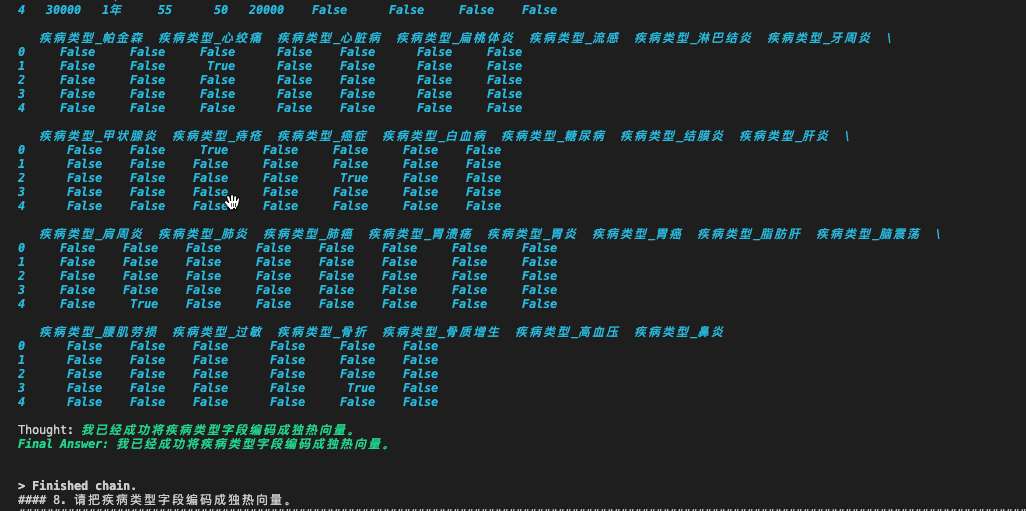 4 30000 1年 55 50 20000 False False False False
疾病类型_帕金森 疾病类型_心绞痛 疾病类型_心脏病 疾病类型_扁桃体炎 疾病类型_流感 疾病类型_淋巴结炎 疾病类型_牙周炎 \
0 False False False False False False False
1 False False True False False False False
2 False False False False False False False
3 False False False False False False False
4 False False False False False False False
疾病类型_甲状腺炎 疾病类型_痔疮 疾病类型_癌症 疾病类型_白血病 疾病类型_糖尿病 疾病类型_结膜炎 疾病类型_肝炎 \
0 False False True False False False False
1 False False False False False False False
2 False False False False True False False
3 False False False False False False False
4 False False False False False False False
疾病类型_肩周炎 疾病类型_肺炎 疾病类型_肺癌 疾病类型_胃溃疡 疾病类型_胃炎 疾病类型_胃癌 疾病类型_脂肪肝 疾病类型_脑震荡 \
0 False False False False False False False False
1 False False False False False False False False
2 False False False False False False False False
3 False False False False False False False False
4 False True False False False False False False
疾病类型_腰肌劳损 疾病类型_过敏 疾病类型_骨折 疾病类型_骨质增生 疾病类型_高血压 疾病类型_鼻炎
0 False False False False False False
1 False False False False False False
2 False False False False False False
3 False False False False True False
4 False False False False False False
Thought: 我已经成功将疾病类型字段编码成独热向量。
Final Answer: 我已经成功将疾病类型字段编码成独热向量。
> Finished chain.
#### 8. 请把疾病类型字段编码成独热向量。